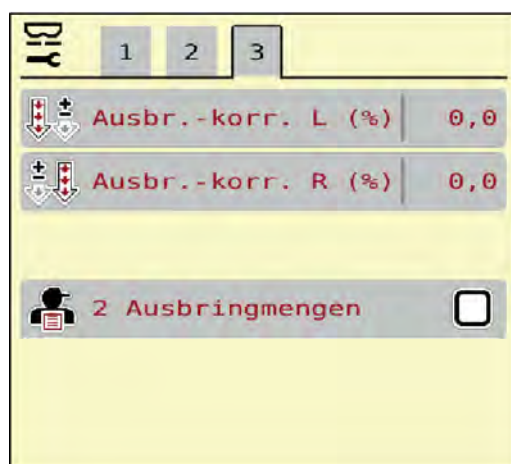 1 2 3
Ausbr.-korr. L (%) 0,0
Ausbr.-korr. R (%) 0,0
2 Ausbringmengen